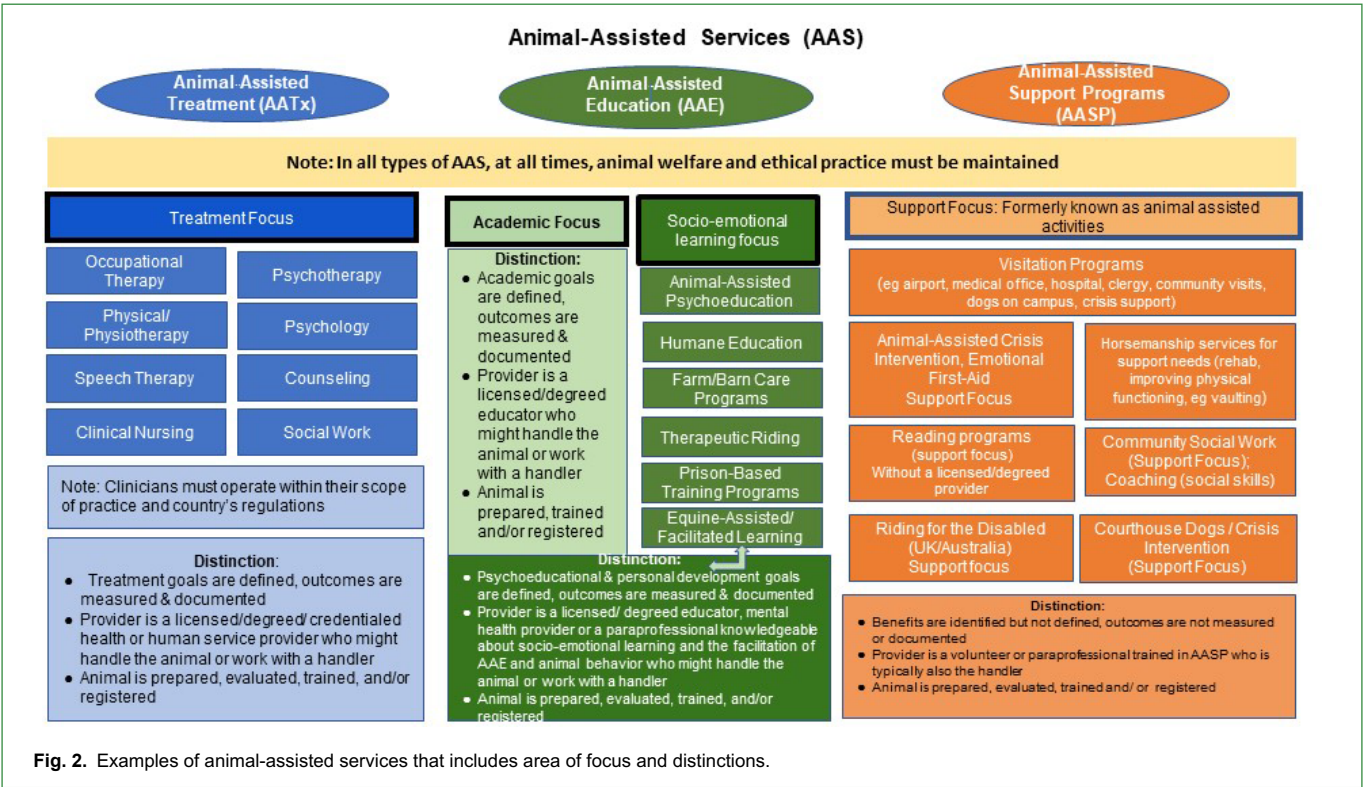 Animal-Assisted Services (AAS)
Animal-Assisted
Treatment (AATx)
Animal-Assisted
Education (AAE)
Animal-Assisted
Support Programs
(AASP)
Note: In all types of AAS, at all times, animal welfare and ethical practice must be maintained
Treatment Focus
Occupational
Therapy
Psychotherapy
Physical/
Physiotherapy
Psychology
Speech Therapy
Counseling
Clinical Nursing
Social Work
Note: Clinicians must operate within their scope
of practice and country's regulations
Distinction:
● Treatment goals are defined, outcomes are
measured & documented
● Provider is a licensed/degreed/ credentialed
health or human service provider who might
handle the animal or work with a handler
● Animal is prepared, evaluated, trained, and/or
registered
Academic Focus
Distinction:
● Academic goals
are defined,
outcomes are
measured &
documented
● Provider is a
licensed/degreed
educator who
might handle the
animal or work
with a handler
● Animal is
prepared, trained
and/or registered
Socio-emotional
learning focus
Animal-Assisted
Psychoeducation
Humane Education
Farm/Barn Care
Programs
Therapeutic Riding
Prison-Based
Training Programs
Equine-Assisted/
Facilitated Learning
Distinction:
● Psychoeducational & personal development goals
are defined, outcomes are measured & documented
● Provider is a licensed/ degreed educator, mental
health provider or a paraprofessional knowledgeable
about socio-emotional learning and the facilitation of
AAE and animal behavior who might handle the
animal or work with a handler
● Animal is prepared, evaluated, trained, and/or
registered
Support Focus: Formerly known as animal assisted
activities
Visitation Programs
(eg airport, medical office, hospital, clergy, community visits,
dogs on campus, crisis support)
Animal-Assisted Crisis
Intervention, Emotional
First-Aid
Support Focus
Horsemanship services for
support needs (rehab,
improving physical
functioning, eg vaulting)
Reading programs
(support focus)
Without a licensed/degreed
provider
Community Social Work
(Support Focus);
Coaching (social skills)
Riding for the Disabled
(UK/Australia)
Support focus
Courthouse Dogs / Crisis
Intervention
(Support Focus)
Distinction:
● Benefits are identified but not defined, outcomes are not measured
or documented
● Provider is a volunteer or paraprofessional trained in AASP who is
typically also the handler
● Animal is prepared, evaluated, trained and/ or registered
Fig. 2. Examples of animal-assisted services that includes area of focus and distinctions.